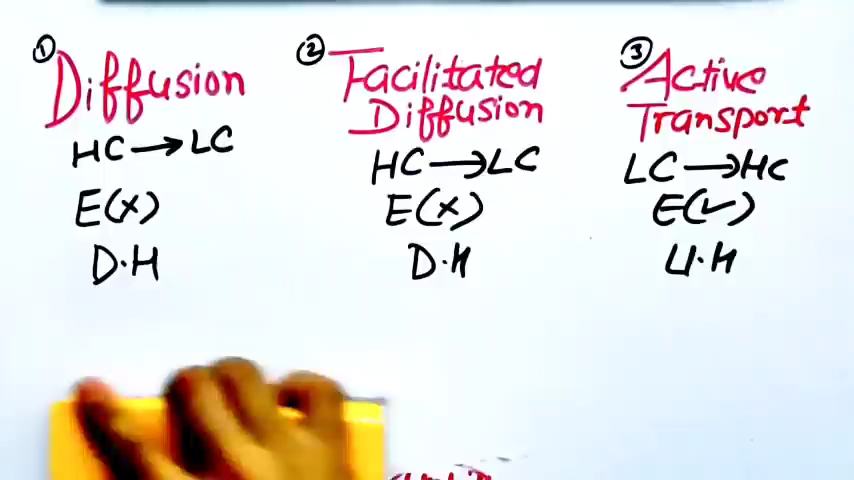 ① Diffusion
HC → LC
E(x)
D.H
② Facilitated
Diffusion
HC → LC
E(x)
D.H
③ Active
Transport
LC → HC
E(✓)
U.H